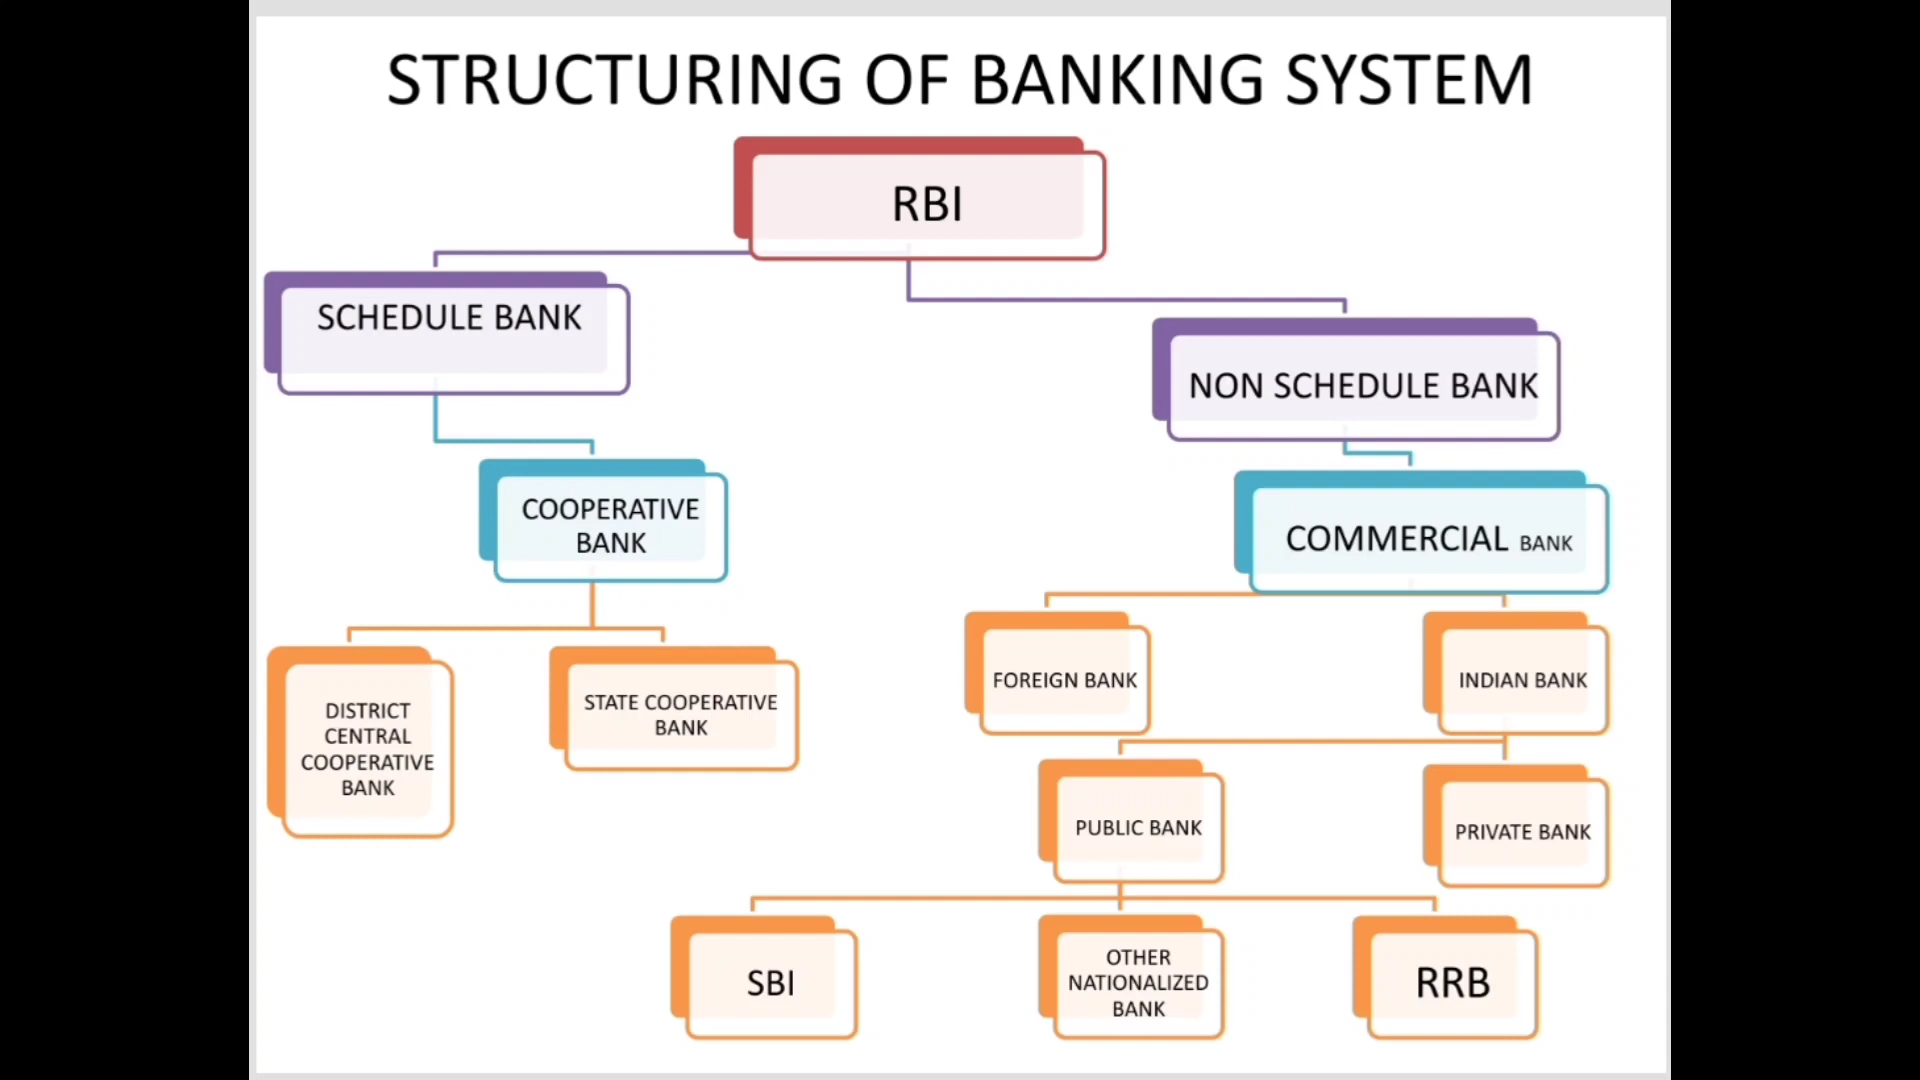 STRUCTURING OF BANKING SYSTEM
RBI
SCHEDULE BANK
NON SCHEDULE BANK
COOPERATIVE
BANK
COMMERCIAL BANK
DISTRICT
CENTRAL
COOPERATIVE
BANK
STATE COOPERATIVE
BANK
FOREIGN BANK
INDIAN BANK
PUBLIC BANK
PRIVATE BANK
SBI
OTHER
NATIONALIZED
BANK
RRB